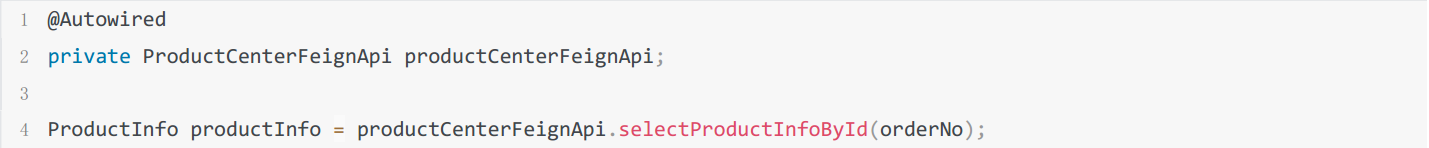 1 @Autowired
2 private ProductCenterFeignApi productCenterFeignApi;
3
4 ProductInfo productInfo = productCenterFeignApi.selectProductInfoById(orderNo);